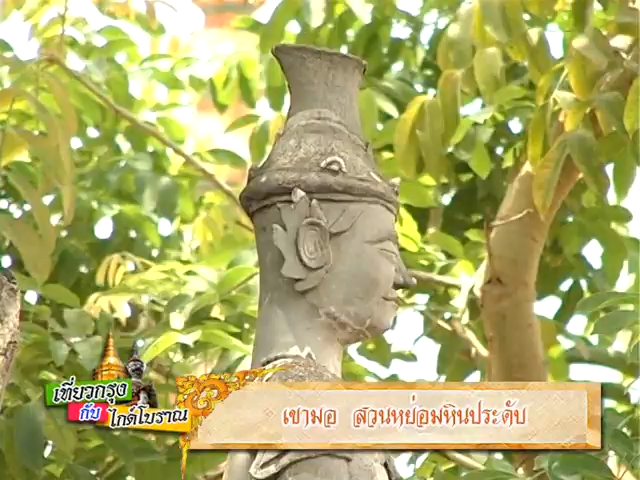 เที่ยวกรุง
กับ ไกด์โบราณ
เขามอ สวนหย่อมหินประดับ